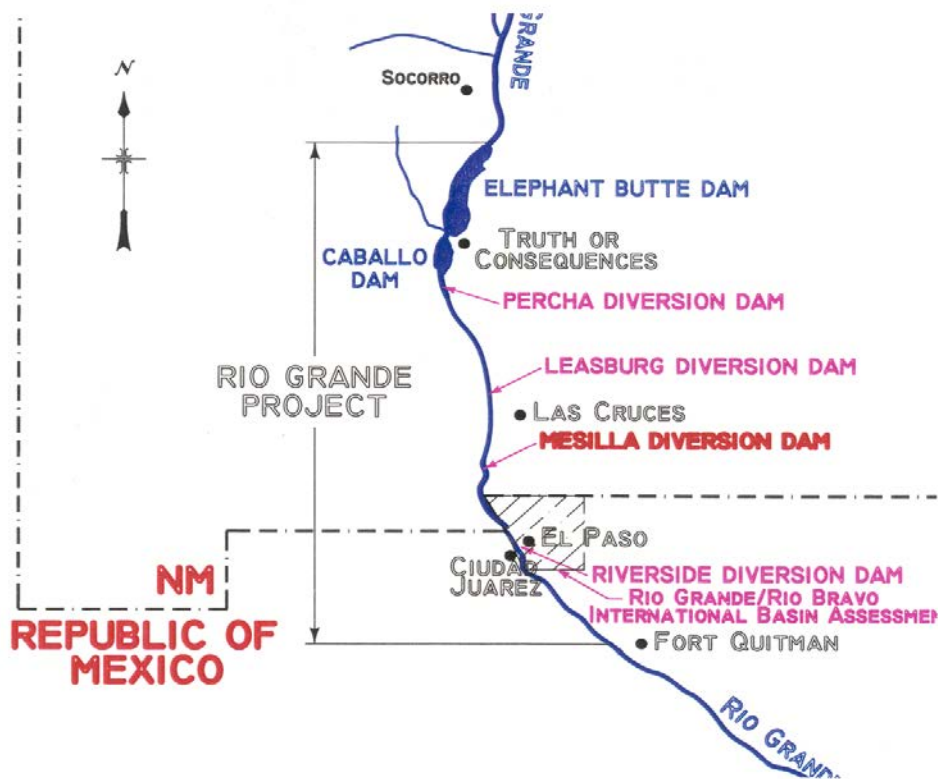 GRANDE
N
SOCORRO
ELEPHANT BUTTE DAM
TRUTH OR
CONSEQUENCES
CABALLO
DAM
PERCHA DIVERSION DAM
RIO GRANDE
PROJECT
LEASBURG DIVERSION DAM
LAS CRUCES
MESILLA DIVERSION DAM
EL PASO
CIUDAD
JUAREZ
NM
RIVERSIDE DIVERSION DAM
RIO GRANDE/RIO BRAVO
INTERNATIONAL BASIN ASSESSMEN
REPUBLIC OF
MEXICO
FORT QUITMAN
RIO GRANDE